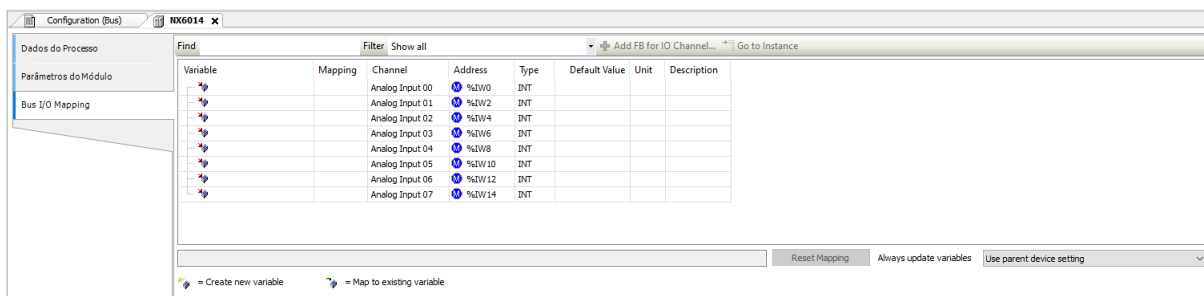 Configuration (Bus) NX6014 x
Dados do Processo
Parâmetros do Módulo
Bus I/O Mapping
Find Filter Show all Add FB for IO Channel... Go to Instance
Variable Mapping Channel Address Type Default Value Unit Description
Analog Input 00 %IW0 INT
Analog Input 01 %IW2 INT
Analog Input 02 %IW4 INT
Analog Input 03 %IW6 INT
Analog Input 04 %IW8 INT
Analog Input 05 %IW10 INT
Analog Input 06 %IW12 INT
Analog Input 07 %IW14 INT
Reset Mapping Always update variables Use parent device setting
= Create new variable = Map to existing variable